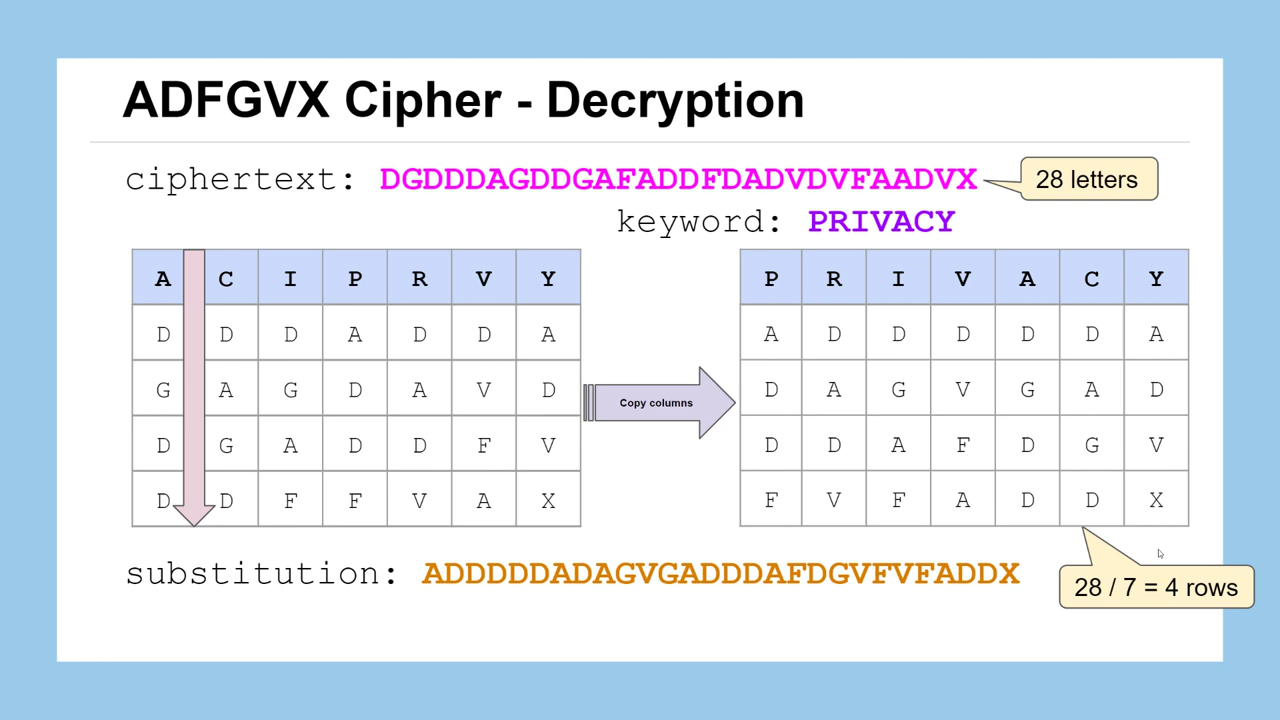 ADFGVX Cipher - Decryption
ciphertext: DGDDDAGDDGAFADDFDADVDVFAADVX
28 letters
keyword: PRIVACY
A C I P R V Y
D D D A D D A
G A G D A V D
D G A D D F V
D D F F V A X
Copy columns
P R I V A C Y
A D D D D D A
D A G V G A D
D D A F D G V
F V F A D D X
substitution: ADDDDDADAGVGADDDAFDGVFVFADDX
28 / 7 = 4 rows